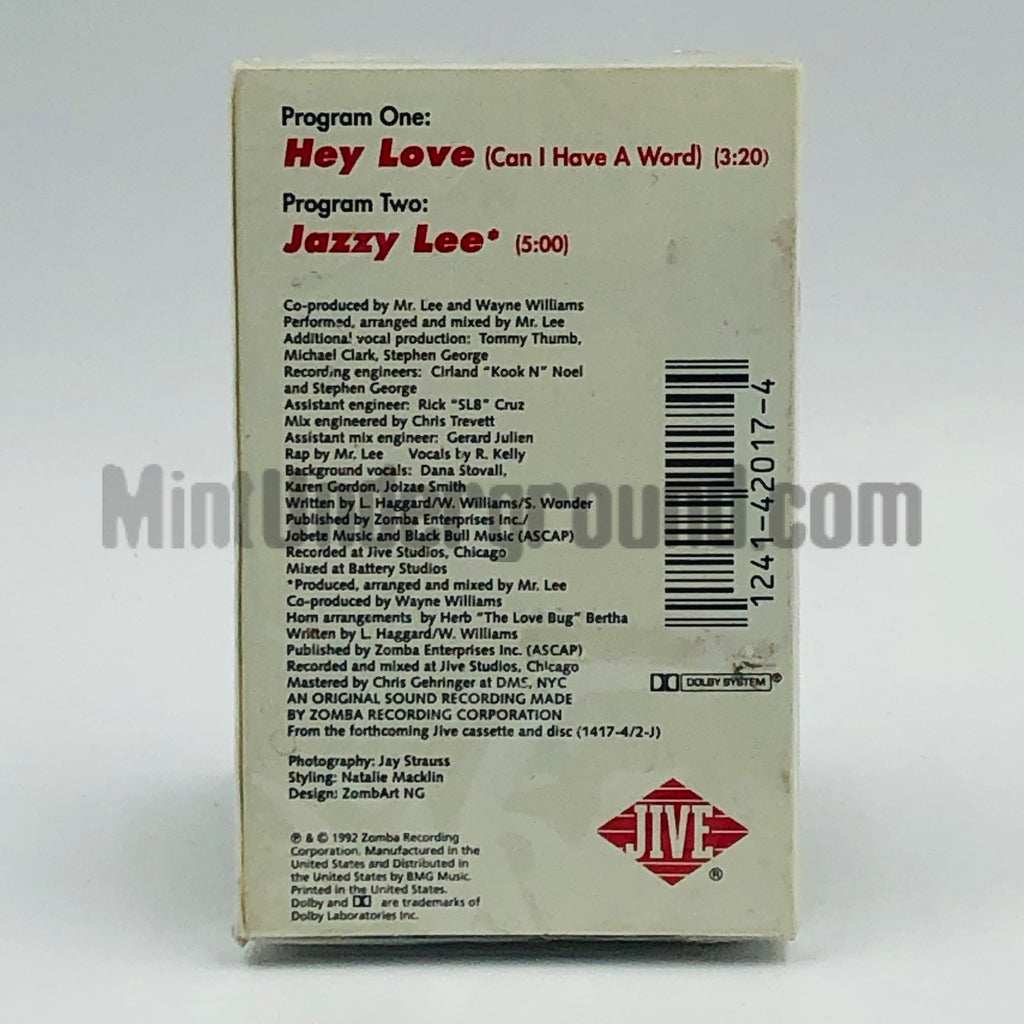 Program One:
Hey Love (Can I Have A Word) (3:20)
Program Two:
Jazzy Lee* (5:00)
Co-produced by Mr. Lee and Wayne Williams
Performed, arranged and mixed by Mr. Lee
Additional vocal production: Tommy Thumb,
Michael Clark, Stephen George
Recording engineers: Cirland "Kook N" Noel
and Stephen George
Assistant engineer: Rick "SLB" Cruz
Mix engineered by Chris Trevett
Assistant mix engineer: Gerard Julien
Rap by Mr. Lee Vocals by R. Kelly
Background vocals: Dana Stovall,
Karen Gordon, Joizae Smith
Written by L. Haggard/W. Williams/S. Wonder
Published by Zomba Enterprises Inc./
Jobete Music and Black Bull Music (ASCAP)
Recorded at Jive Studios, Chicago
Mixed at Battery Studios
*Produced, arranged and mixed by Mr. Lee
Co-produced by Wayne Williams
Horn arrangements by Herb "The Love Bug" Bertha
Written by L. Haggard/W. Williams
Published by Zomba Enterprises Inc. (ASCAP)
Recorded and mixed at Jive Studios, Chicago
Mastered by Chris Gehringer at DMS, NYC
AN ORIGINAL SOUND RECORDING MADE
BY ZOMBA RECORDING CORPORATION
From the forthcoming Jive cassette and disc (1417-4/2-J)
Photography: Jay Strauss
Styling: Natalie Macklin
Design: ZombArt NG
℗ & © 1992 Zomba Recording
Corporation. Manufactured in the
United States and Distributed in
the United States by BMG Music.
Printed in the United States.
Dolby and are trademarks of
Dolby Laboratories Inc.
1241-42017-4
DOLBY SYSTEM®
JIVE®
MintUnderground.com